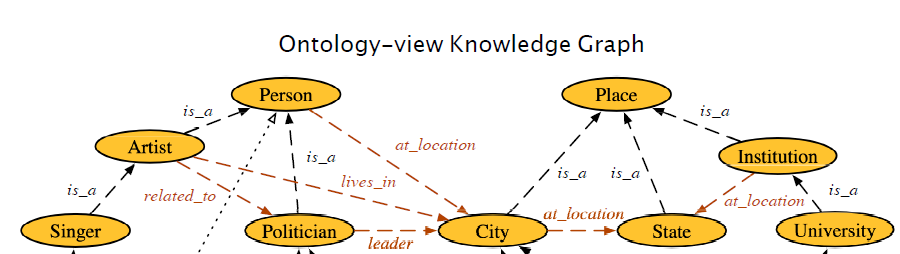 Ontology-view Knowledge Graph
Person
Place
is_a
is_a
Artist
at_location
Institution
is_a
is_a
is_a
is_a
lives_in
is_a
related_to
at_location
at_location
Singer
Politician
leader
City
State
University